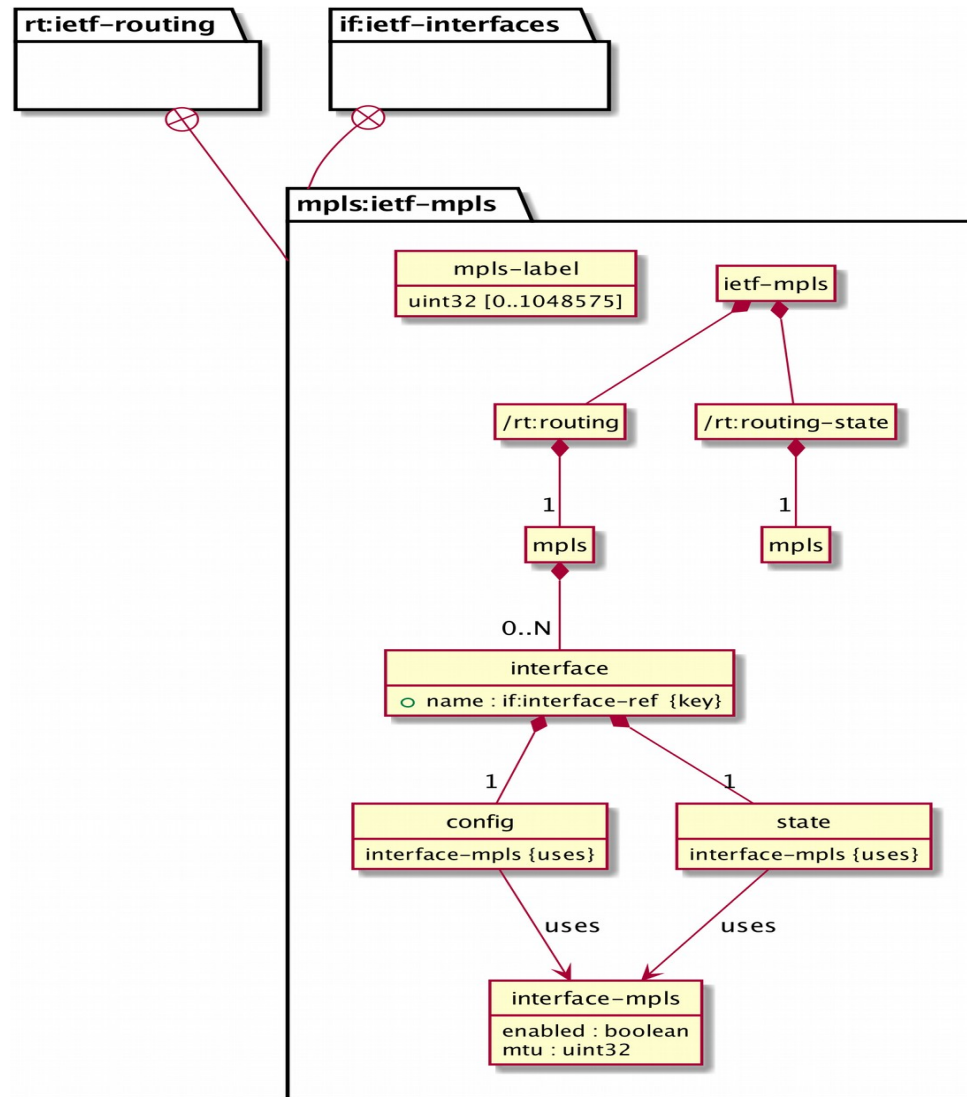 rt:ietf-routing
if:ietf-interfaces
mpls:ietf-mpls
mpls-label
uint32 [0..1048575]
ietf-mpls
/rt:routing
/rt:routing-state
1
1
mpls
mpls
0..N
interface
name : if:interface-ref {key}
1
1
config
interface-mpls {uses}
state
interface-mpls {uses}
uses
uses
interface-mpls
enabled : boolean
mtu : uint32